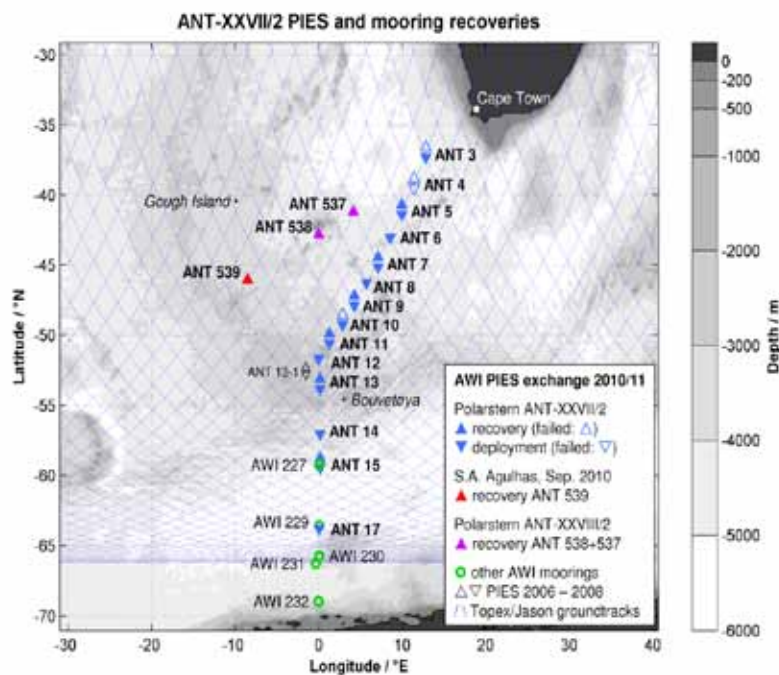 ANT-XXVII/2 PIES and mooring recoveries
-30
-35
-40
-45
-50
-55
-60
-65
-70
Latitude / °N
-30
-20
-10
0
10
20
30
40
Longitude / °E
Cape Town
ANT 3
ANT 4
ANT 5
ANT 6
ANT 7
ANT 8
ANT 9
ANT 10
ANT 11
ANT 12
ANT 13
ANT 14
ANT 15
ANT 17
Gough Island
ANT 537
ANT 538
ANT 539
ANT 12-1
Bouvetøya
AWI 227
AWI 229
AWI 230
AWI 231
AWI 232
AWI PIES exchange 2010/11
Polarstern ANT-XXVII/2
recovery (failed: △)
deployment (failed: ▽)
S.A. Agulhas, Sep. 2010
recovery ANT 539
Polarstern ANT-XXVIII/2
recovery ANT 538+537
other AWI moorings
PIES 2006 – 2008
Topex/Jason groundtracks
0
-200
-500
-1000
-2000
-3000
-4000
-5000
-6000
Depth / m